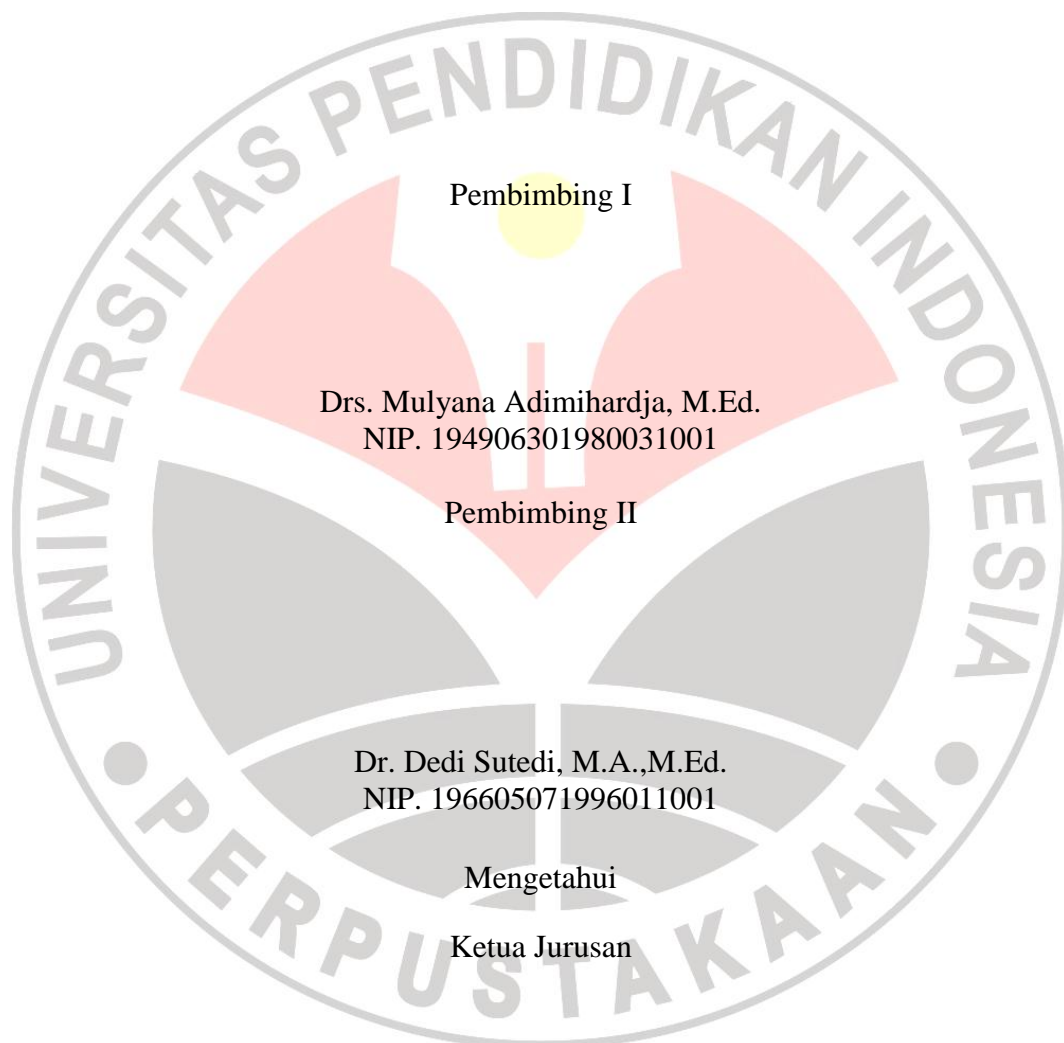 UNIVERSITAS PENDIDIKAN INDONESIA
Pembimbing I
Drs. Mulyana Adimihardja, M.Ed.
NIP. 194906301980031001
Pembimbing II
Dr. Dedi Sutedi, M.A.,M.Ed.
NIP. 196605071996011001
Mengetahui
Ketua Jurusan
PERPUSTAKAAN